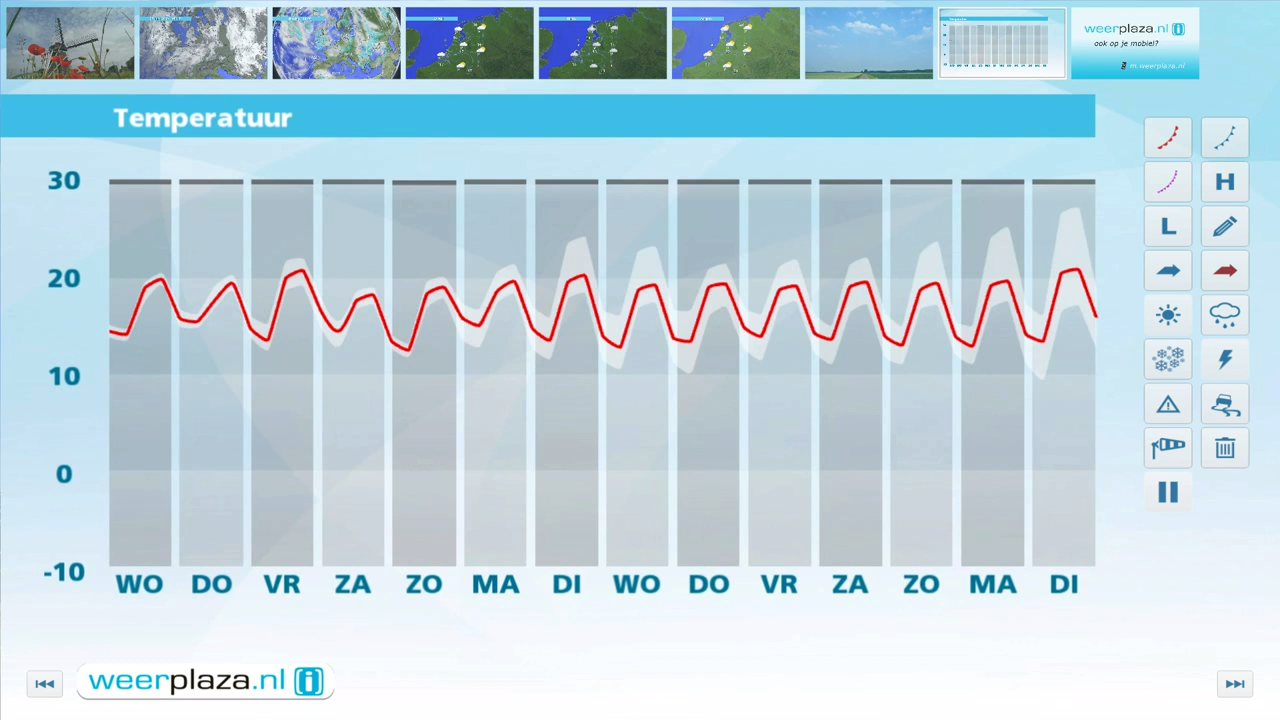 weerplaza.nl i
ook op je mobiel?
m.weerplaza.nl
Temperatuur
30
20
10
0
-10
WO DO VR ZA ZO MA DI WO DO VR ZA ZO MA DI
H
L
weerplaza.nl i